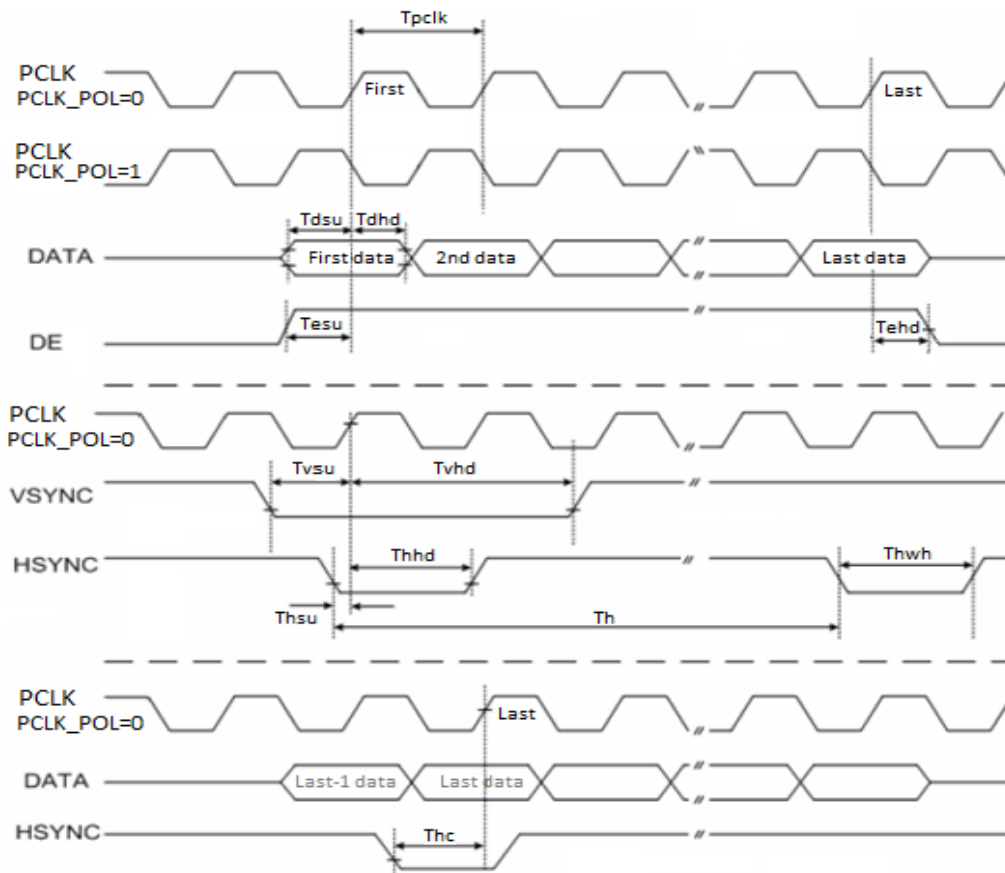 Tpclk
PCLK
PCLK_POL=0
First
Last
PCLK
PCLK_POL=1
Tdsu
Tdhd
DATA
First data
2nd data
Last data
Tesu
Tehd
DE
PCLK
PCLK_POL=0
Tvsu
Tvhd
VSYNC
HSYNC
Thhd
Thwh
Thsu
Th
PCLK
PCLK_POL=0
Last
DATA
Last-1 data
Last data
HSYNC
Thc